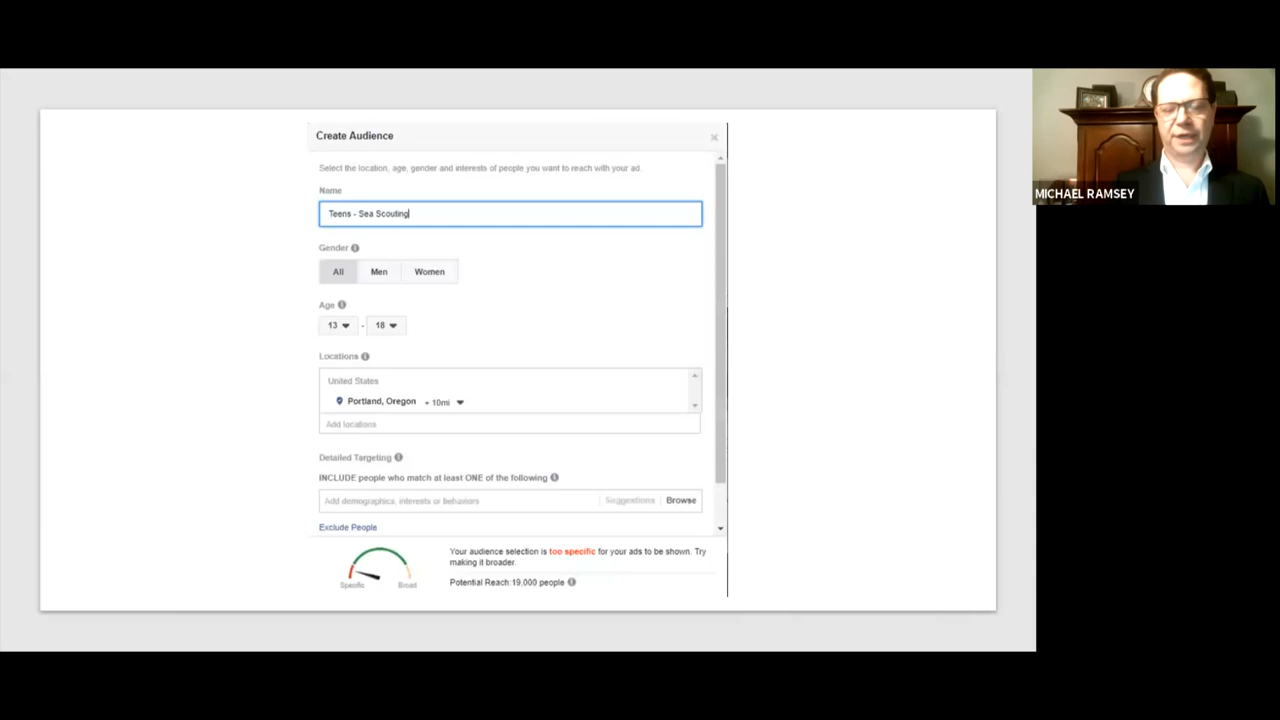 Create Audience
Select the location, age, gender and interests of people you want to reach with your ad.
Name
Teens - Sea Scouting
Gender
All Men Women
Age
13 - 18
Locations
United States
Portland, Oregon + 10mi
Add locations
Detailed Targeting
INCLUDE people who match at least ONE of the following
Add demographics, interests or behaviors Suggestions Browse
Exclude People
Specific Broad
Your audience selection is too specific for your ads to be shown. Try
making it broader.
Potential Reach:19,000 people
MICHAEL RAMSEY